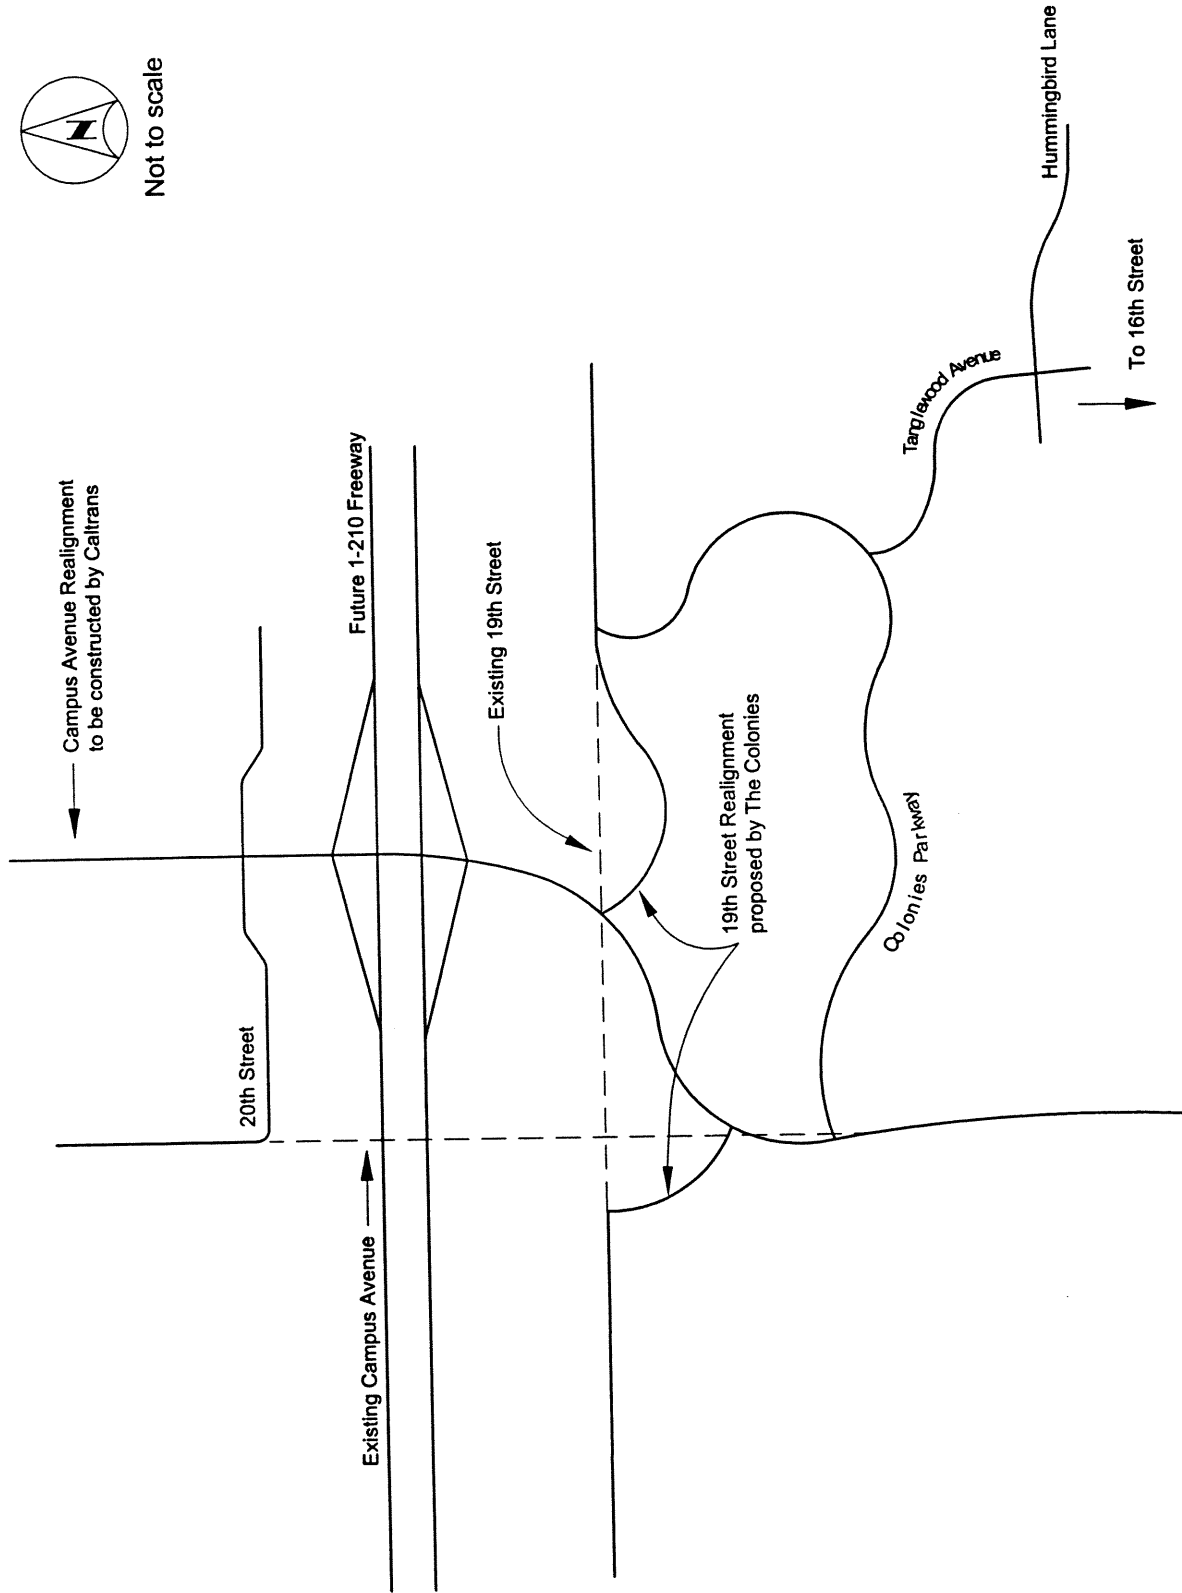 N
Not to scale
Campus Avenue Realignment
to be constructed by Caltrans
20th Street
Future 1-210 Freeway
Existing Campus Avenue
Existing 19th Street
19th Street Realignment
proposed by The Colonies
Colonies Parkway
Tanglewood Avenue
Hummingbird Lane
To 16th Street